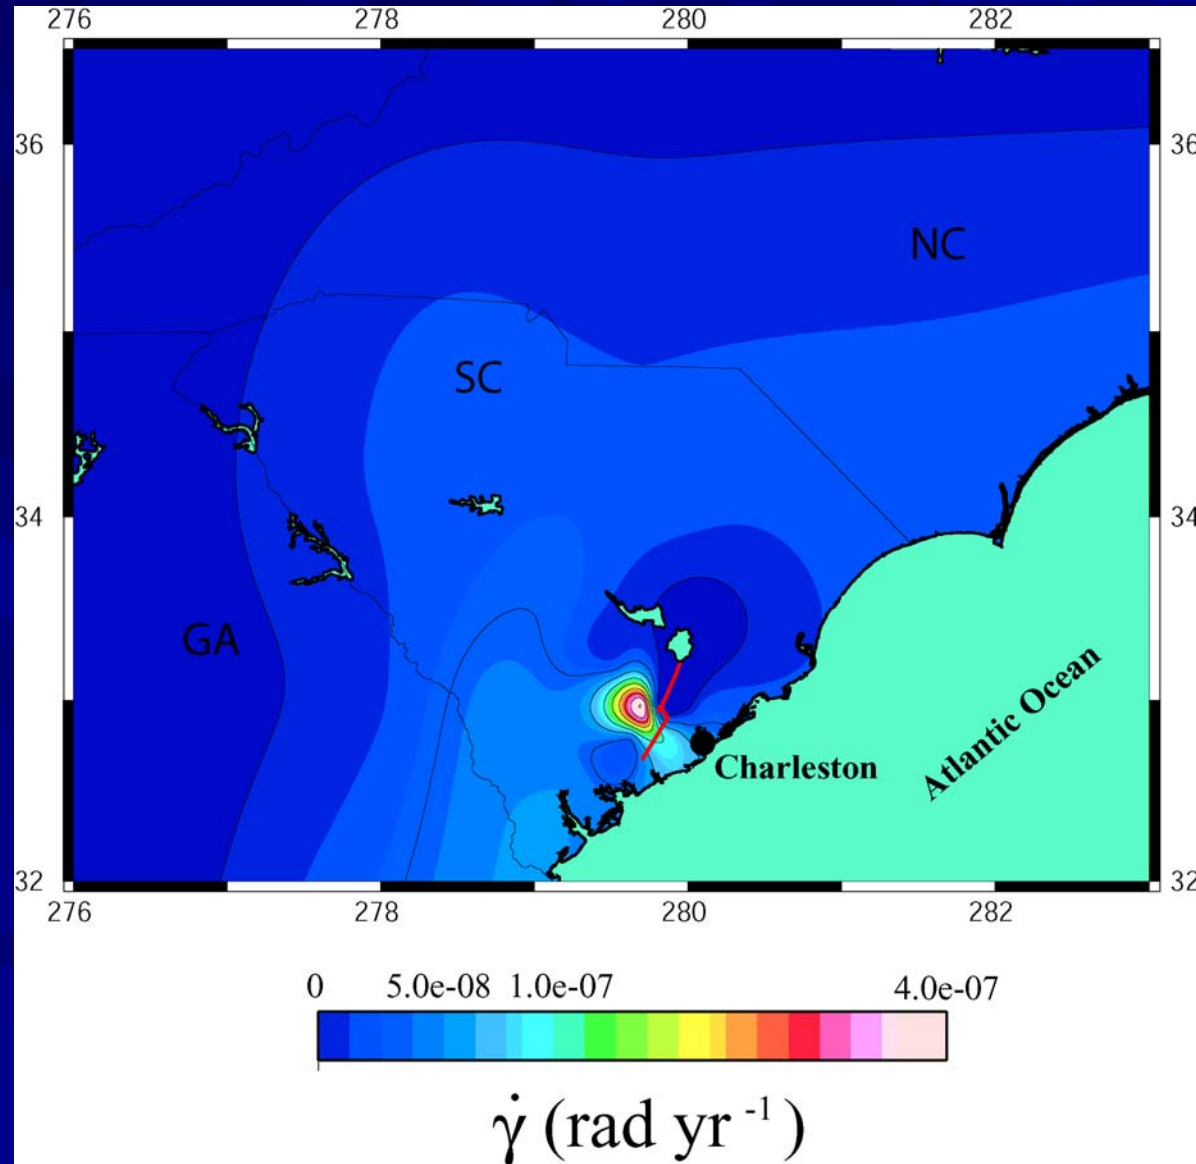 276 278 280 282
36 36
NC
SC
34 34
GA
Atlantic Ocean
Charleston
32 32
276 278 280 282
0 5.0e-08 1.0e-07 4.0e-07
γ̇ (rad yr ⁻¹)